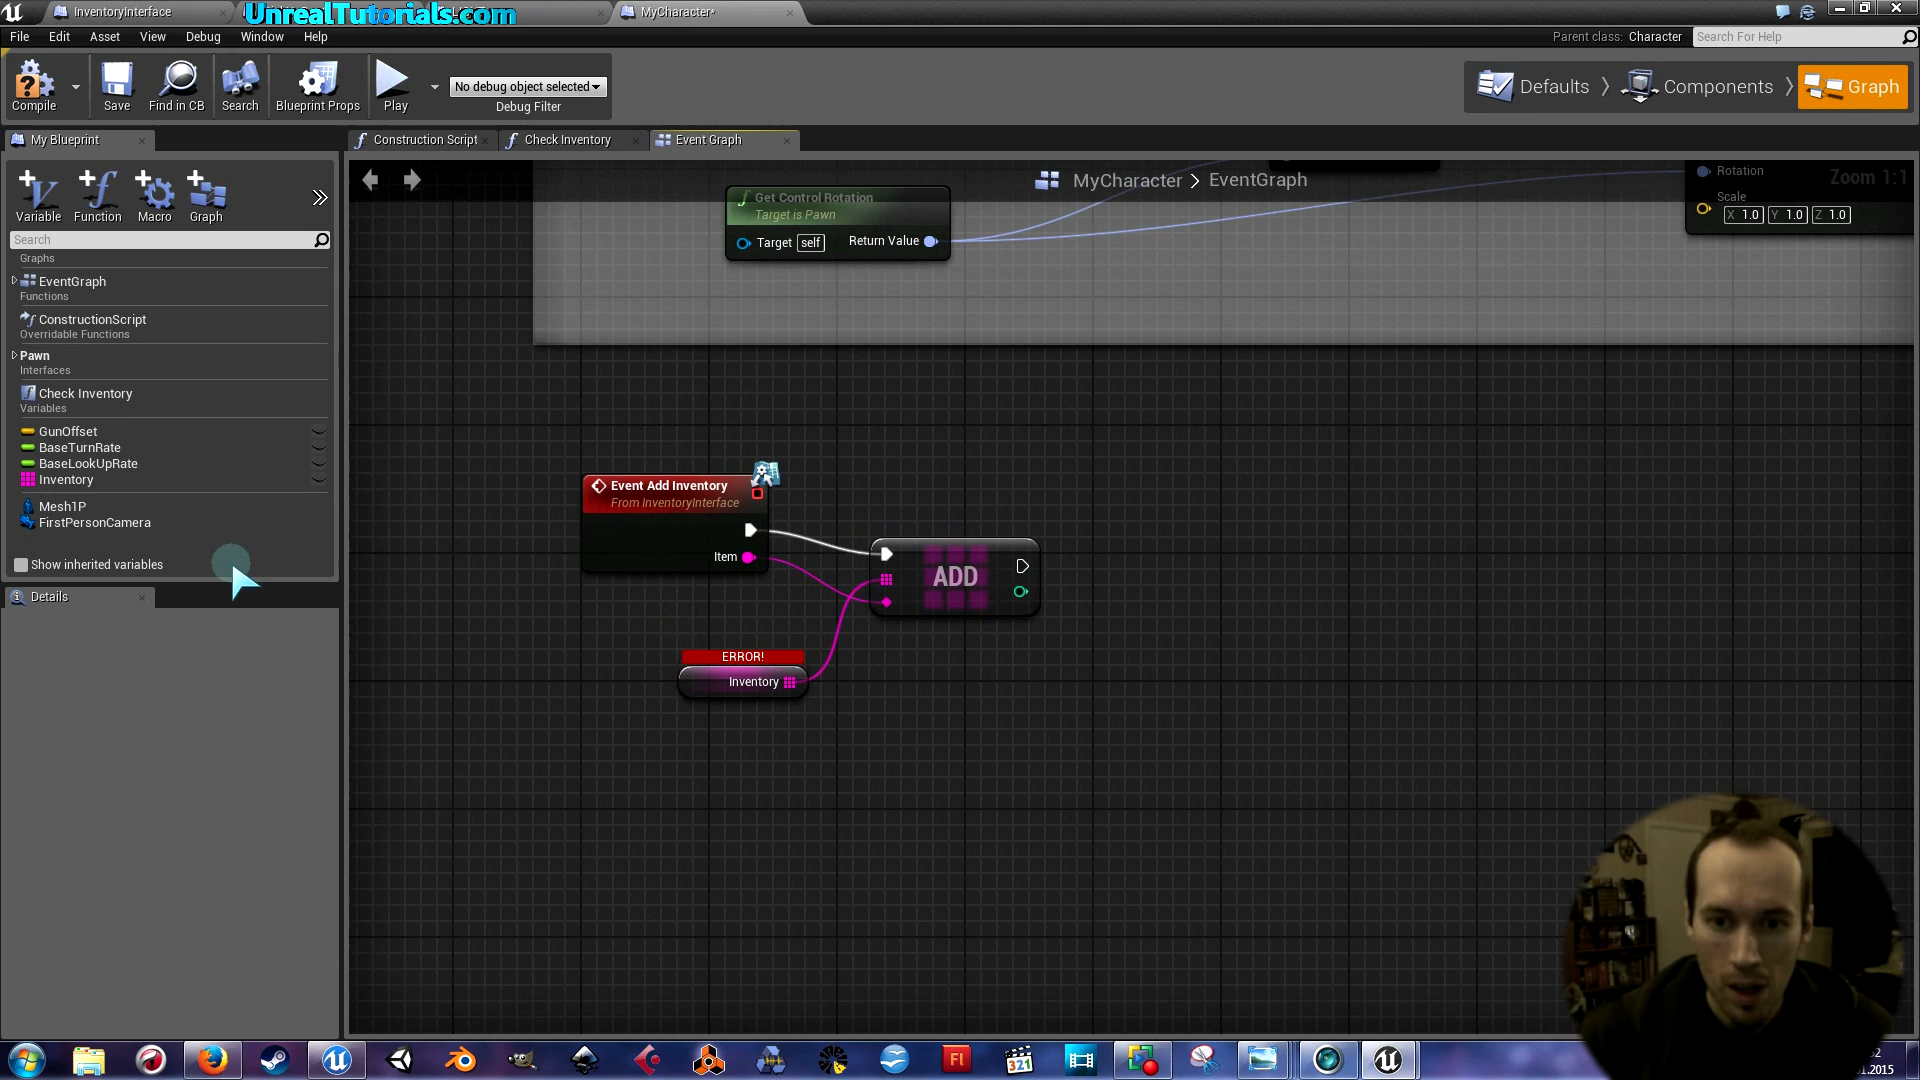 InventoryInterface
UnrealTutorials.com
MyCharacter*
File Edit Asset View Debug Window Help
Parent class: Character
Search For Help
Compile
Save
Find in CB
Search
Blueprint Props
Play
No debug object selected
Debug Filter
Defaults
Components
Graph
My Blueprint
Construction Script
Check Inventory
Event Graph
Variable
Function
Macro
Graph
Search
Graphs
EventGraph
Functions
ConstructionScript
Overridable Functions
Pawn
Interfaces
Check Inventory
Variables
GunOffset
BaseTurnRate
BaseLookUpRate
Inventory
Mesh1P
FirstPersonCamera
Show inherited variables
Details
MyCharacter > EventGraph
Zoom 1:1
Get Control Rotation
Target is Pawn
Target self Return Value
Rotation
Scale
X 1.0 Y 1.0 Z 1.0
Event Add Inventory
From InventoryInterface
Item
ADD
ERROR!
Inventory
Fl
321
.2015